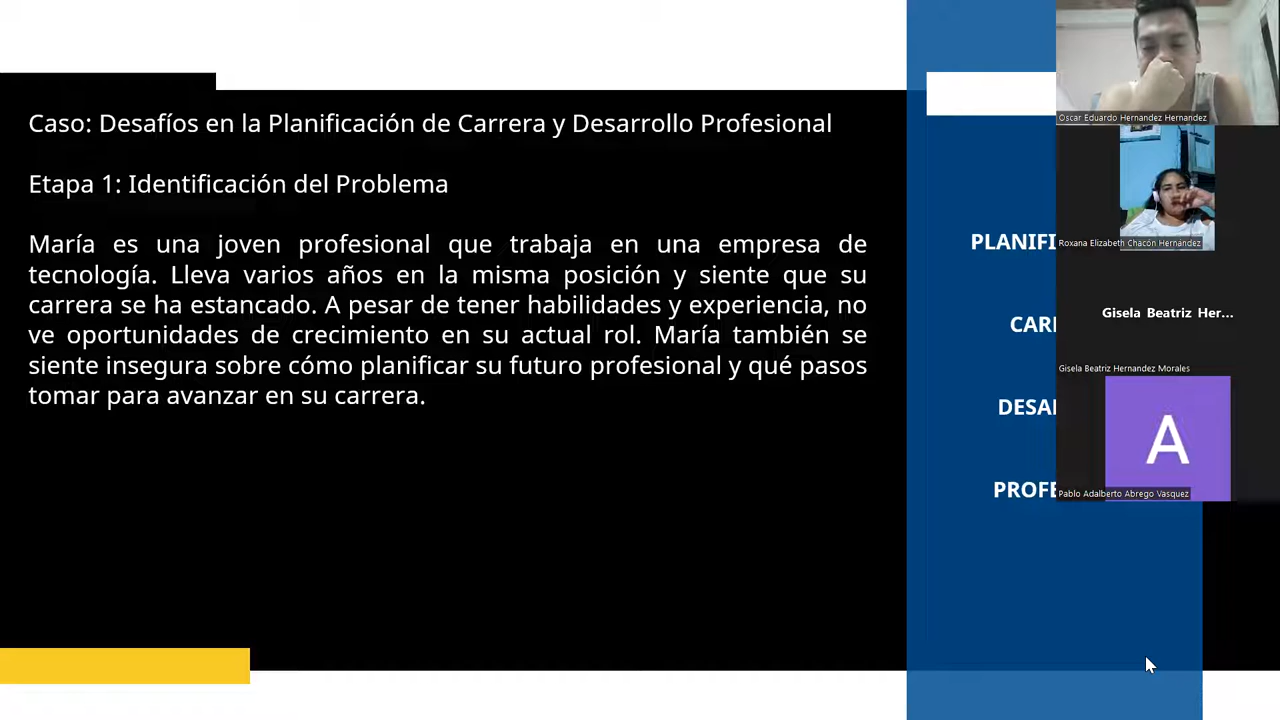 Caso: Desafíos en la Planificación de Carrera y Desarrollo Profesional
Etapa 1: Identificación del Problema
María es una joven profesional que trabaja en una empresa de
tecnología. Lleva varios años en la misma posición y siente que su
carrera se ha estancado. A pesar de tener habilidades y experiencia, no
ve oportunidades de crecimiento en su actual rol. María también se
siente insegura sobre cómo planificar su futuro profesional y qué pasos
tomar para avanzar en su carrera.
PLANIFI
CARI
DESAI
PROFE
Oscar Eduardo Hernandez Hernandez
Roxana Elizabeth Chacón Hernández
Gisela Beatriz Her...
Gisela Beatriz Hernandez Morales
A
Pablo Adalberto Abrego Vasquez